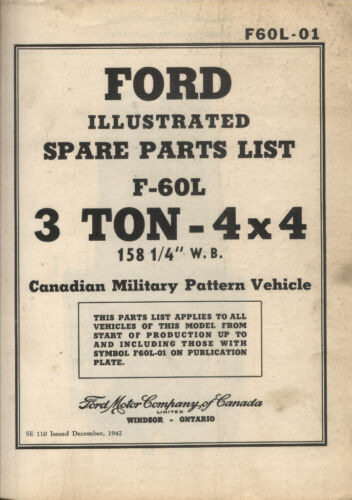 F60L-01
FORD
ILLUSTRATED
SPARE PARTS LIST
F-60L
3 TON - 4x4
158 1/4" W.B.
Canadian Military Pattern Vehicle
THIS PARTS LIST APPLIES TO ALL
VEHICLES OF THIS MODEL FROM
START OF PRODUCTION UP TO
AND INCLUDING THOSE WITH
SYMBOL F60L-01 ON PUBLICATION
PLATE.
Ford Motor Company, of Canada
LIMITED
WINDSOR - ONTARIO
SE 110 Issued December, 1942